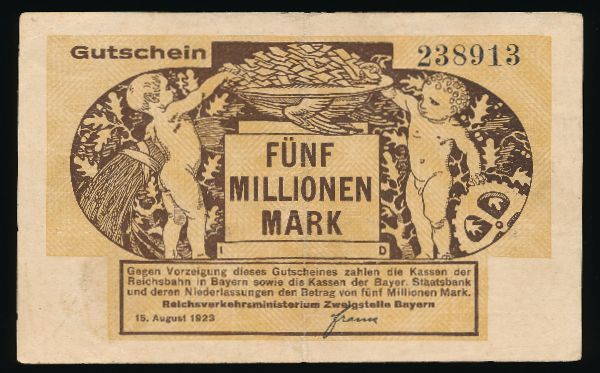 Gutschein
238913
FÜNF
MILLIONEN
MARK
D
Gegen Vorzeigung dieses Gutscheines zahlen die Kassen der
Reichsbahn in Bayern sowie die Kassen der Bayer. Staatsbank
und deren Niederlassungen den Betrag von fünf Millionen Mark.
Reichsverkehrsministerium Zweigstelle Bayern
15. August 1923